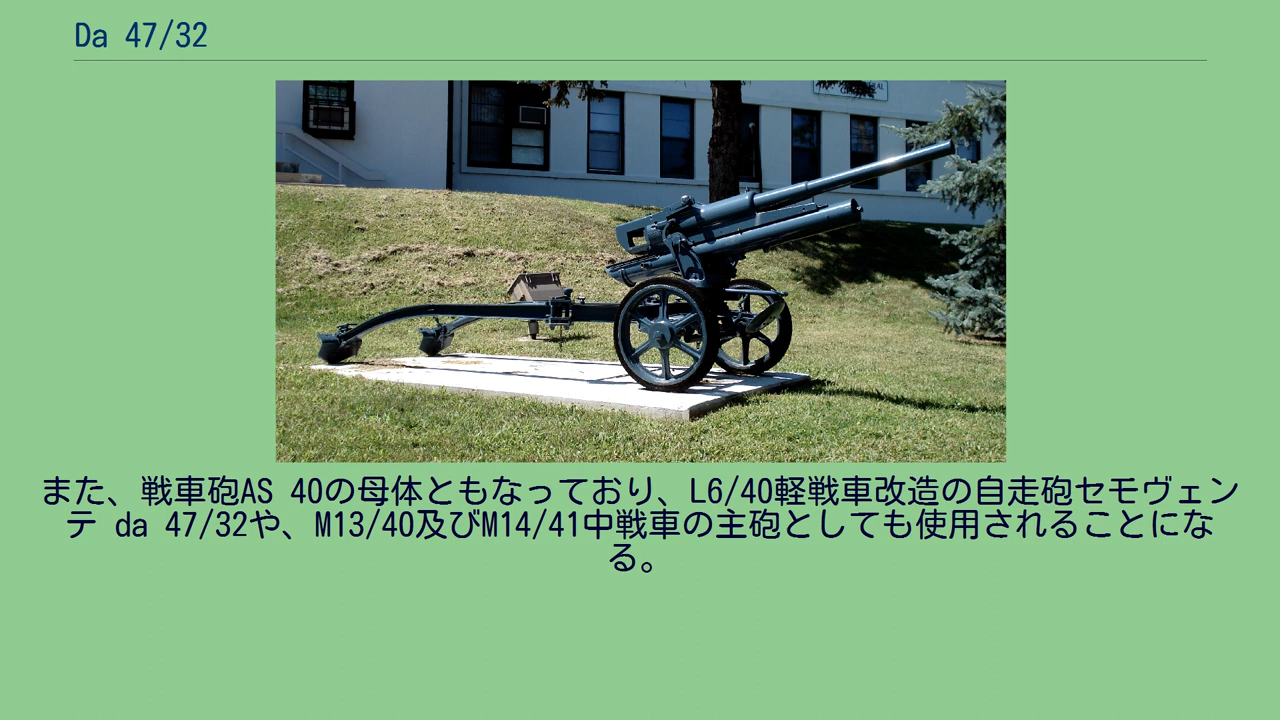 Da 47/32
また、戦車砲AS 40の母体ともなっており、L6/40軽戦車改造の自走砲セモヴェン
テ da 47/32や、M13/40及びM14/41中戦車の主砲としても使用されることにな
る。